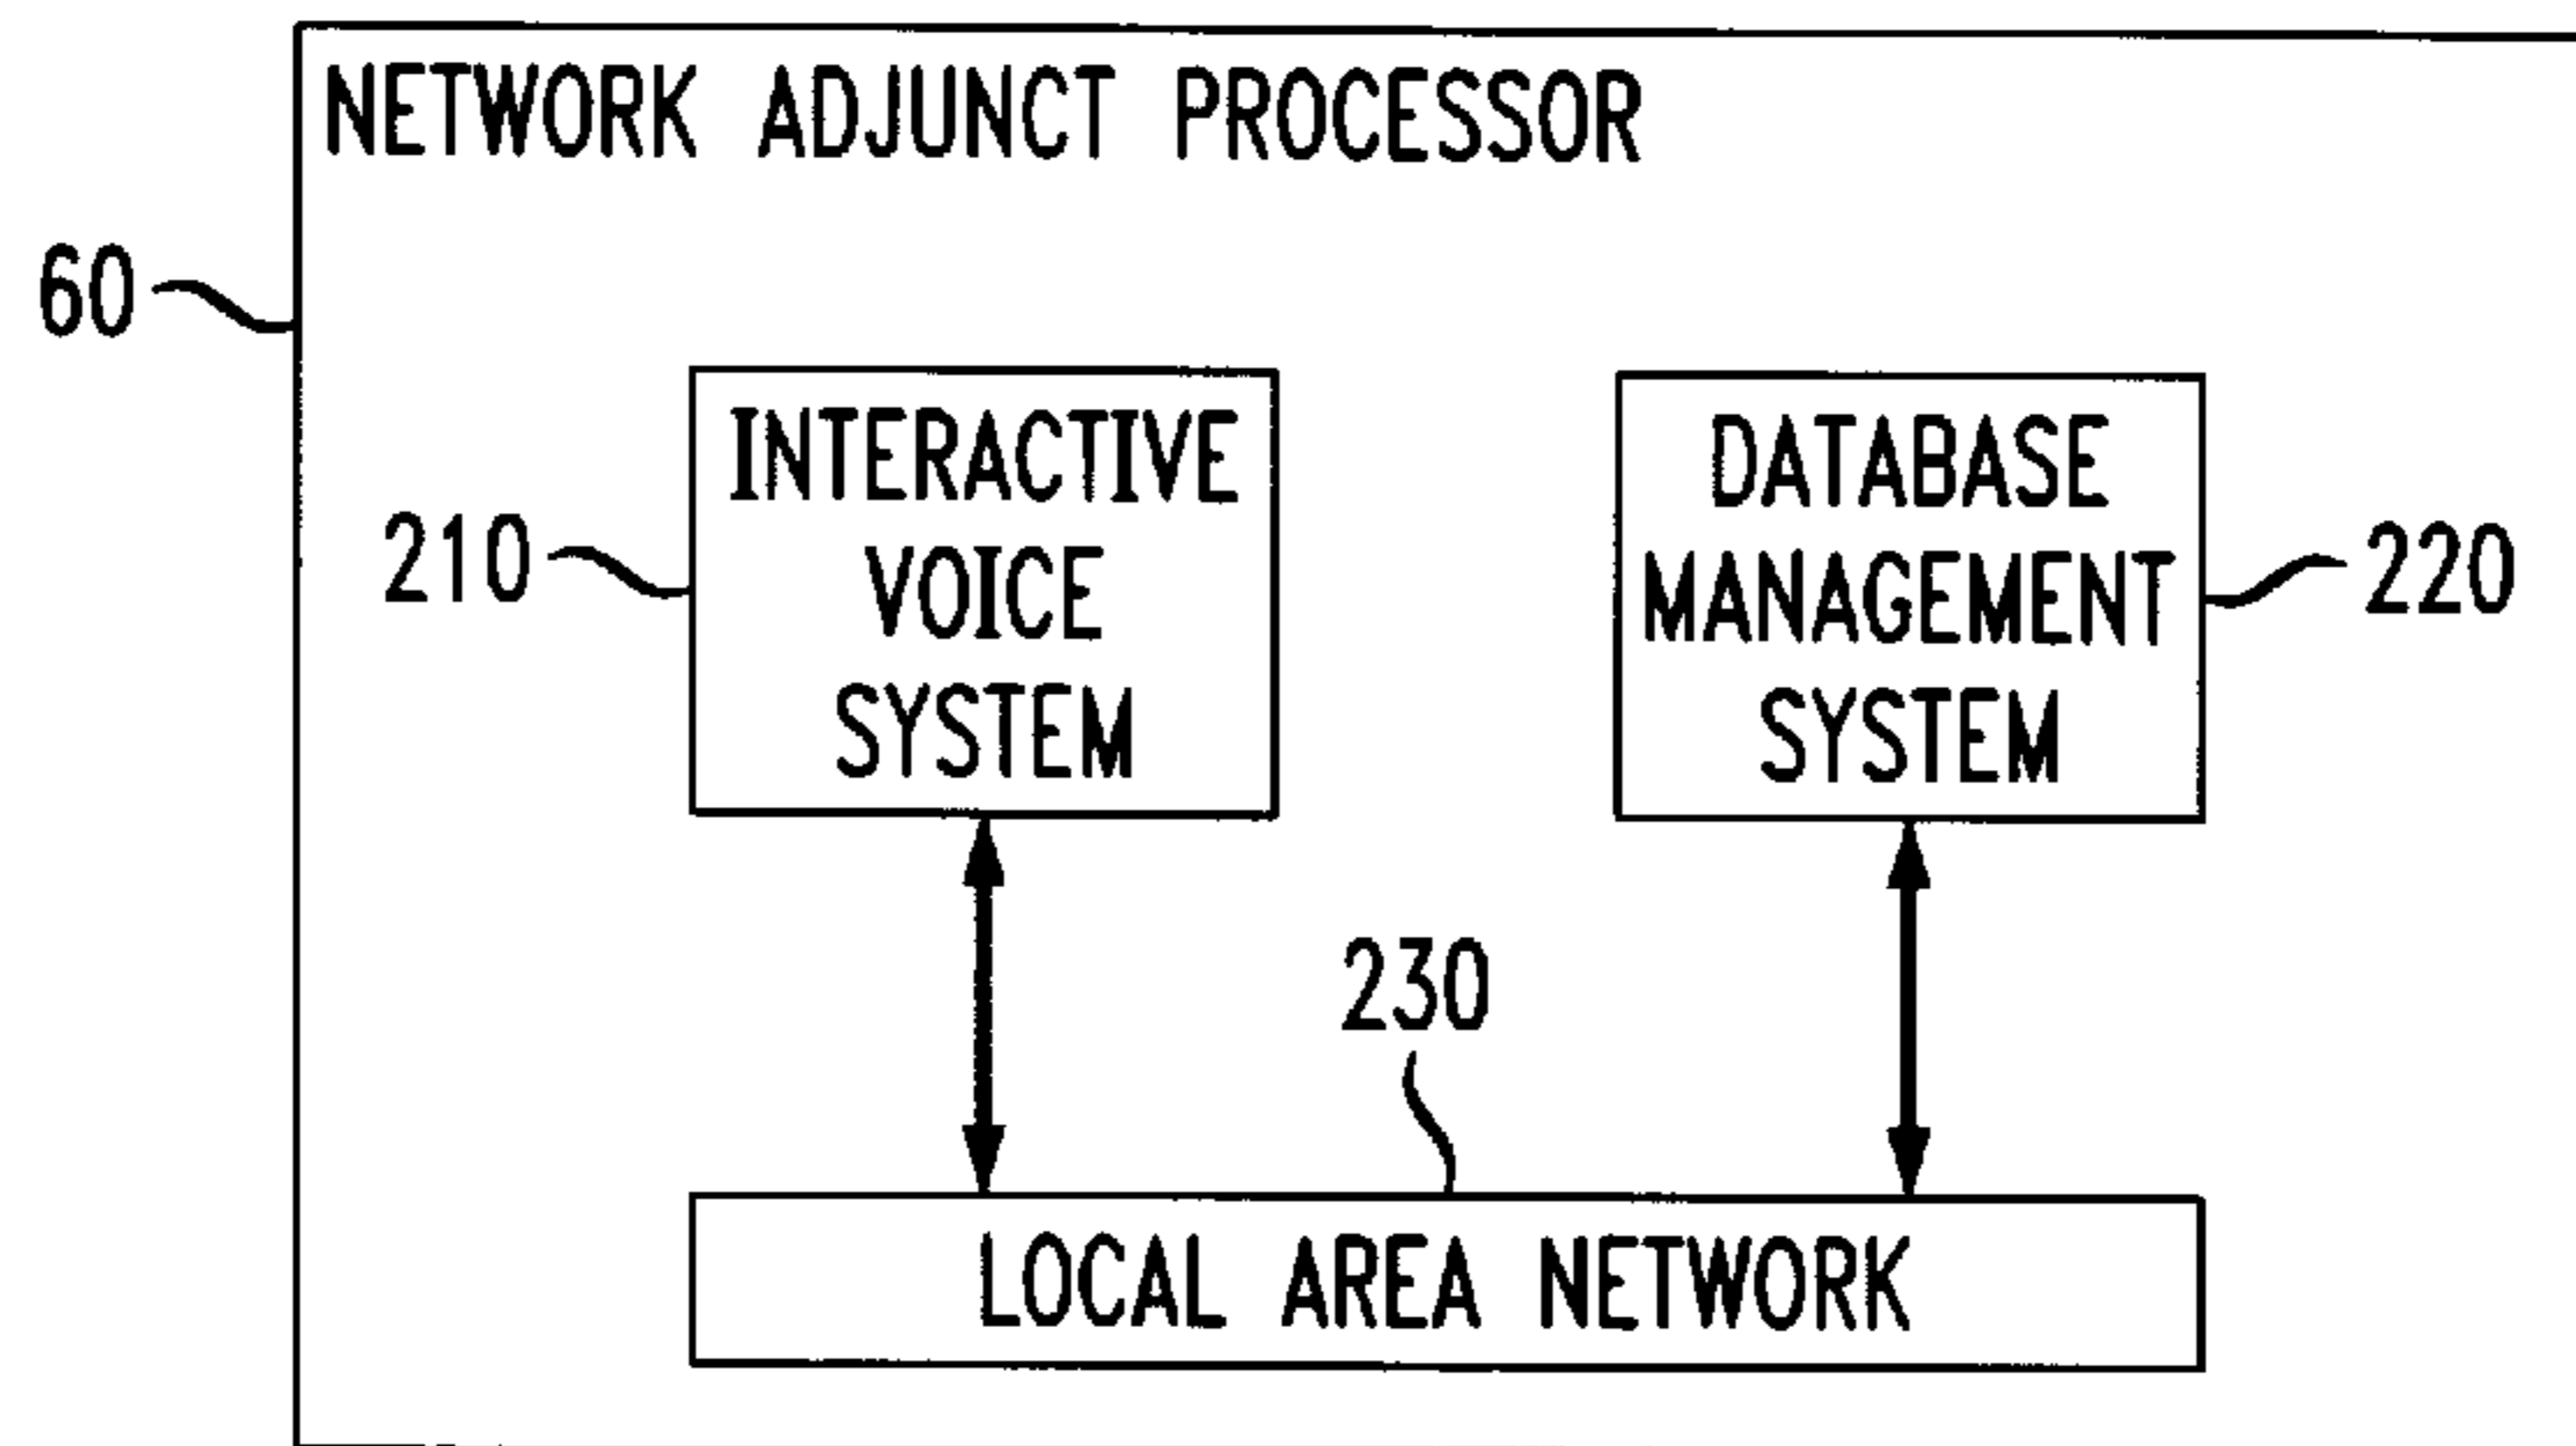 NETWORK ADJUNCT PROCESSOR
60
INTERACTIVE
VOICE
SYSTEM
210
DATABASE
MANAGEMENT
SYSTEM
220
230
LOCAL AREA NETWORK